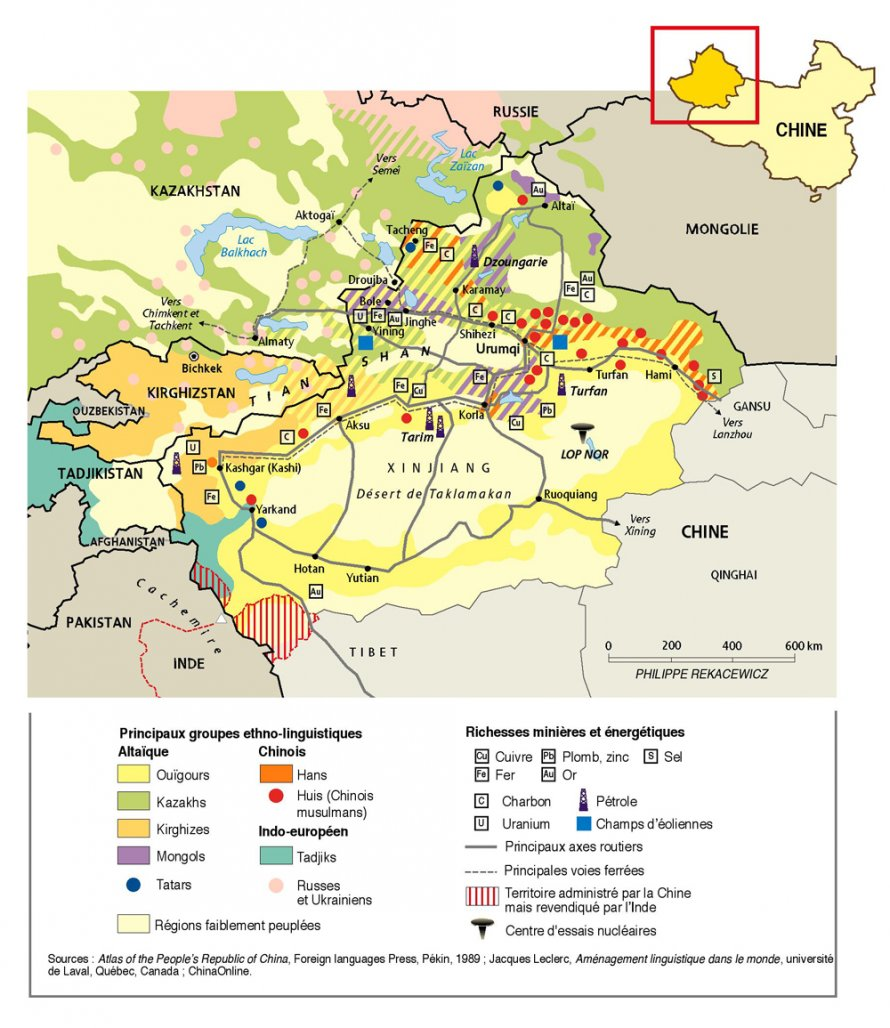 RUSSIE
CHINE
KAZAKHSTAN
Vers
Semeï
Lac
Zaïzan
Au
Altaï
Aktogaï
MONGOLIE
Lac
Balkhach
Tacheng
Fe
C
Dzoungarie
Droujba
Karamay
Au
Fe
C
Vers
Chimkent et
Tachkent
Bole
U
Fe
Au
Jinghe
C
C
Almaty
Yining
Shihezi
Urumqi
Bichkek
TIAN SHAN
KIRGHIZSTAN
C
Turfan
Hami
S
OUZBEKISTAN
Fe
Cu
Fe
Turfan
GANSU
Fe
Korla
Pb
Cu
Vers
Lanzhou
Aksu
Tarim
C
U
LOP NOR
TADJIKISTAN
Pb
Kashgar (Kashi)
XINJIANG
Désert de Taklamakan
Fe
Yarkand
Ruoquiang
Vers
Xining
CHINE
AFGHANISTAN
Hotan
Yutian
QINGHAI
Au
Cachemire
PAKISTAN
TIBET
INDE
0 200 400 600 km
PHILIPPE REKACEWICZ
Principaux groupes ethno-linguistiques
Altaïque
Ouïgours
Kazakhs
Kirghizes
Mongols
Tatars
Régions faiblement peuplées
Chinois
Hans
Huis (Chinois
musulmans)
Indo-européen
Tadjiks
Russes
et Ukrainiens
Richesses minières et énergétiques
Cu Cuivre Pb Plomb, zinc S Sel
Fe Fer Au Or
C Charbon Pétrole
U Uranium Champs d'éoliennes
Principaux axes routiers
Principales voies ferrées
Territoire administré par la Chine
mais revendiqué par l'Inde
Centre d'essais nucléaires
Sources : Atlas of the People's Republic of China, Foreign languages Press, Pékin, 1989 ; Jacques Leclerc, Aménagement linguistique dans le monde, université
de Laval, Québec, Canada ; ChinaOnline.